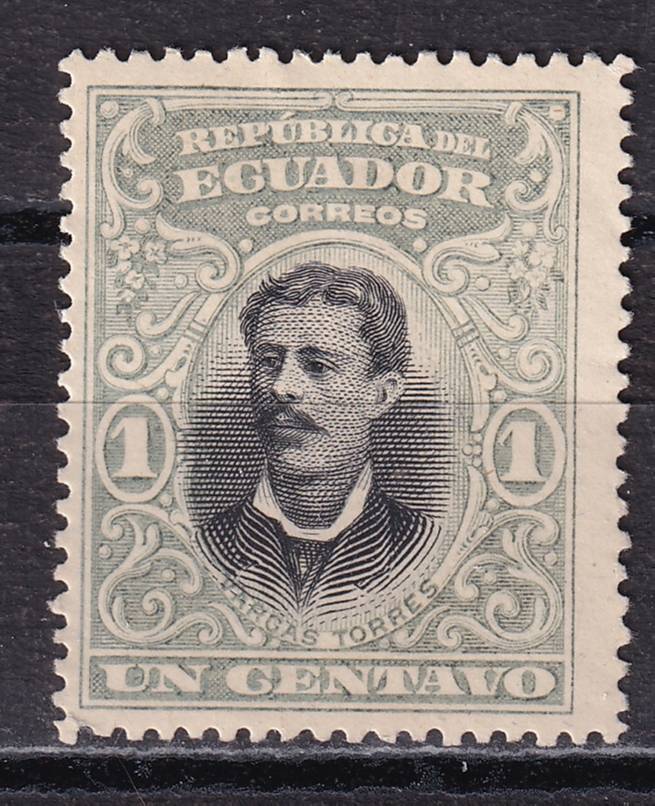 REPÚBLICA DEL
ECUADOR
CORREOS
1 1
VARGAS TORRES
UN CENTAVO